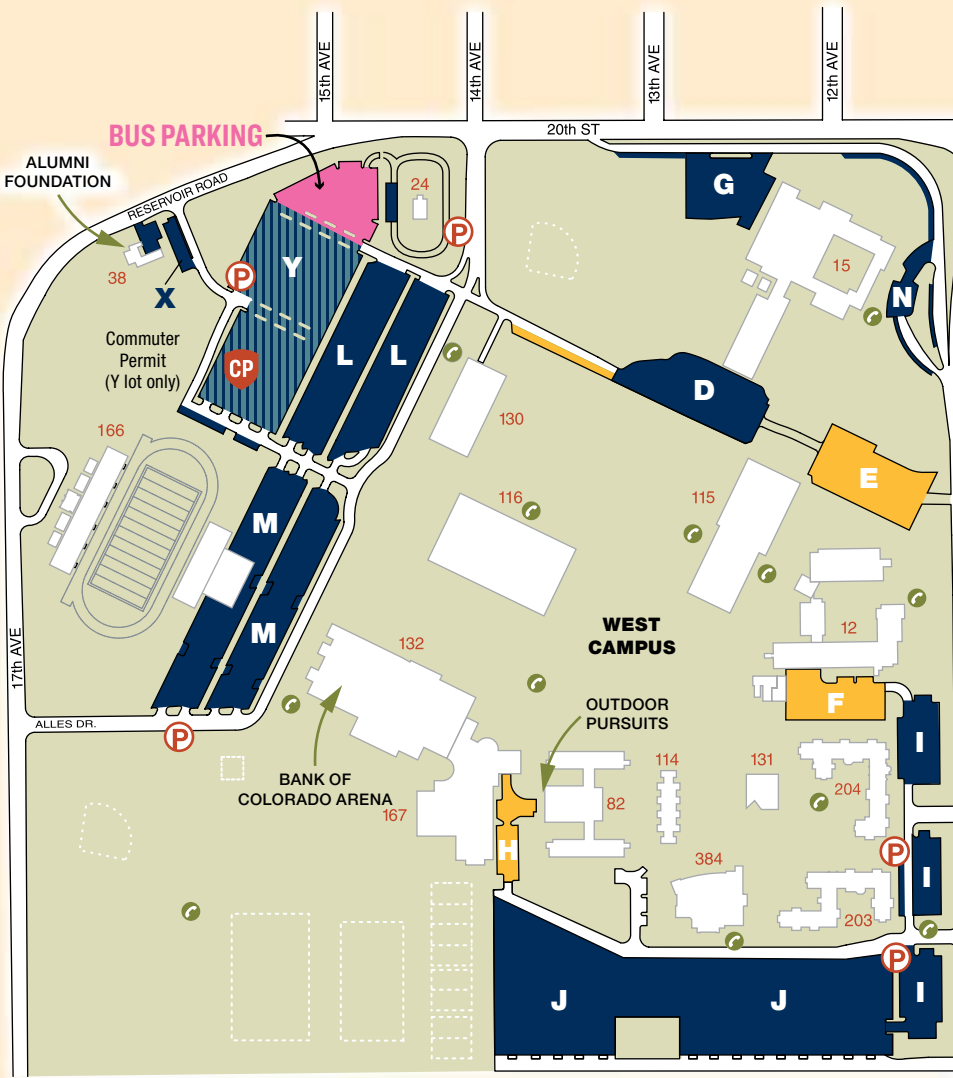 15th AVE
14th AVE
13th AVE
12th AVE
20th ST
BUS PARKING
ALUMNI
FOUNDATION
RESERVOIR ROAD
24
G
P
15
38
X
P
Y
N
Commuter
Permit
(Y lot only)
CP
L
L
D
130
166
E
116
115
M
WEST
CAMPUS
12
M
132
17th AVE
F
OUTDOOR
PURSUITS
ALLES DR.
P
I
BANK OF
COLORADO ARENA
114
131
204
167
82
H
P
384
I
203
P
J
J
I